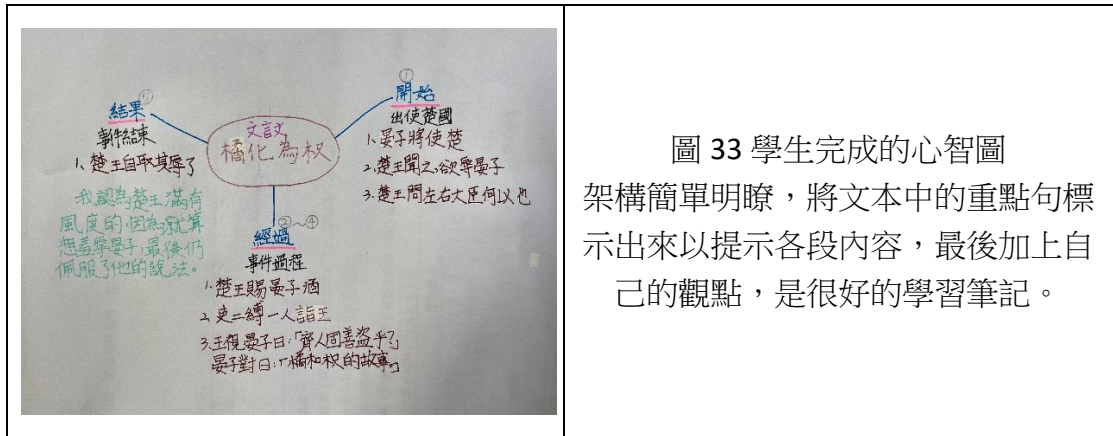 ①
開始
出使楚國
1、晏子將使楚
2、楚王聞之,欲辱晏子
3、楚王問左右大臣何以也
文言文
橘化為枳
⑤
結果
事件結束
1、楚王自取其辱了
我認為楚王滿有
風度的,因為就算
想羞辱晏子,最後仍
佩服了他的說法。
②~④
經過
事件過程
1、楚王賜晏子酒
2、吏二縛一人詣王
3、王視晏子曰:「齊人固善盜乎?」
晏子對曰:「橘和枳的故事。」
圖 33 學生完成的心智圖
架構簡單明瞭,將文本中的重點句標
示出來以提示各段內容,最後加上自
己的觀點,是很好的學習筆記。